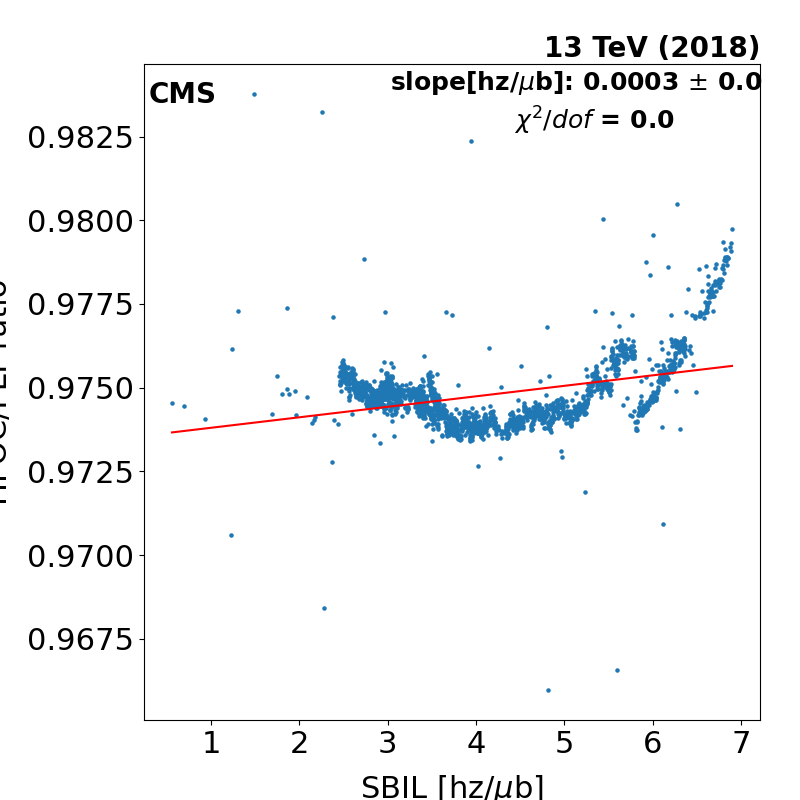 13 TeV (2018)
CMS
slope[hz/μb]: 0.0003 ± 0.0
χ²/dof = 0.0
0.9825
0.9800
0.9775
0.9750
0.9725
0.9700
0.9675
1 2 3 4 5 6 7
SBIL [hz/μb]